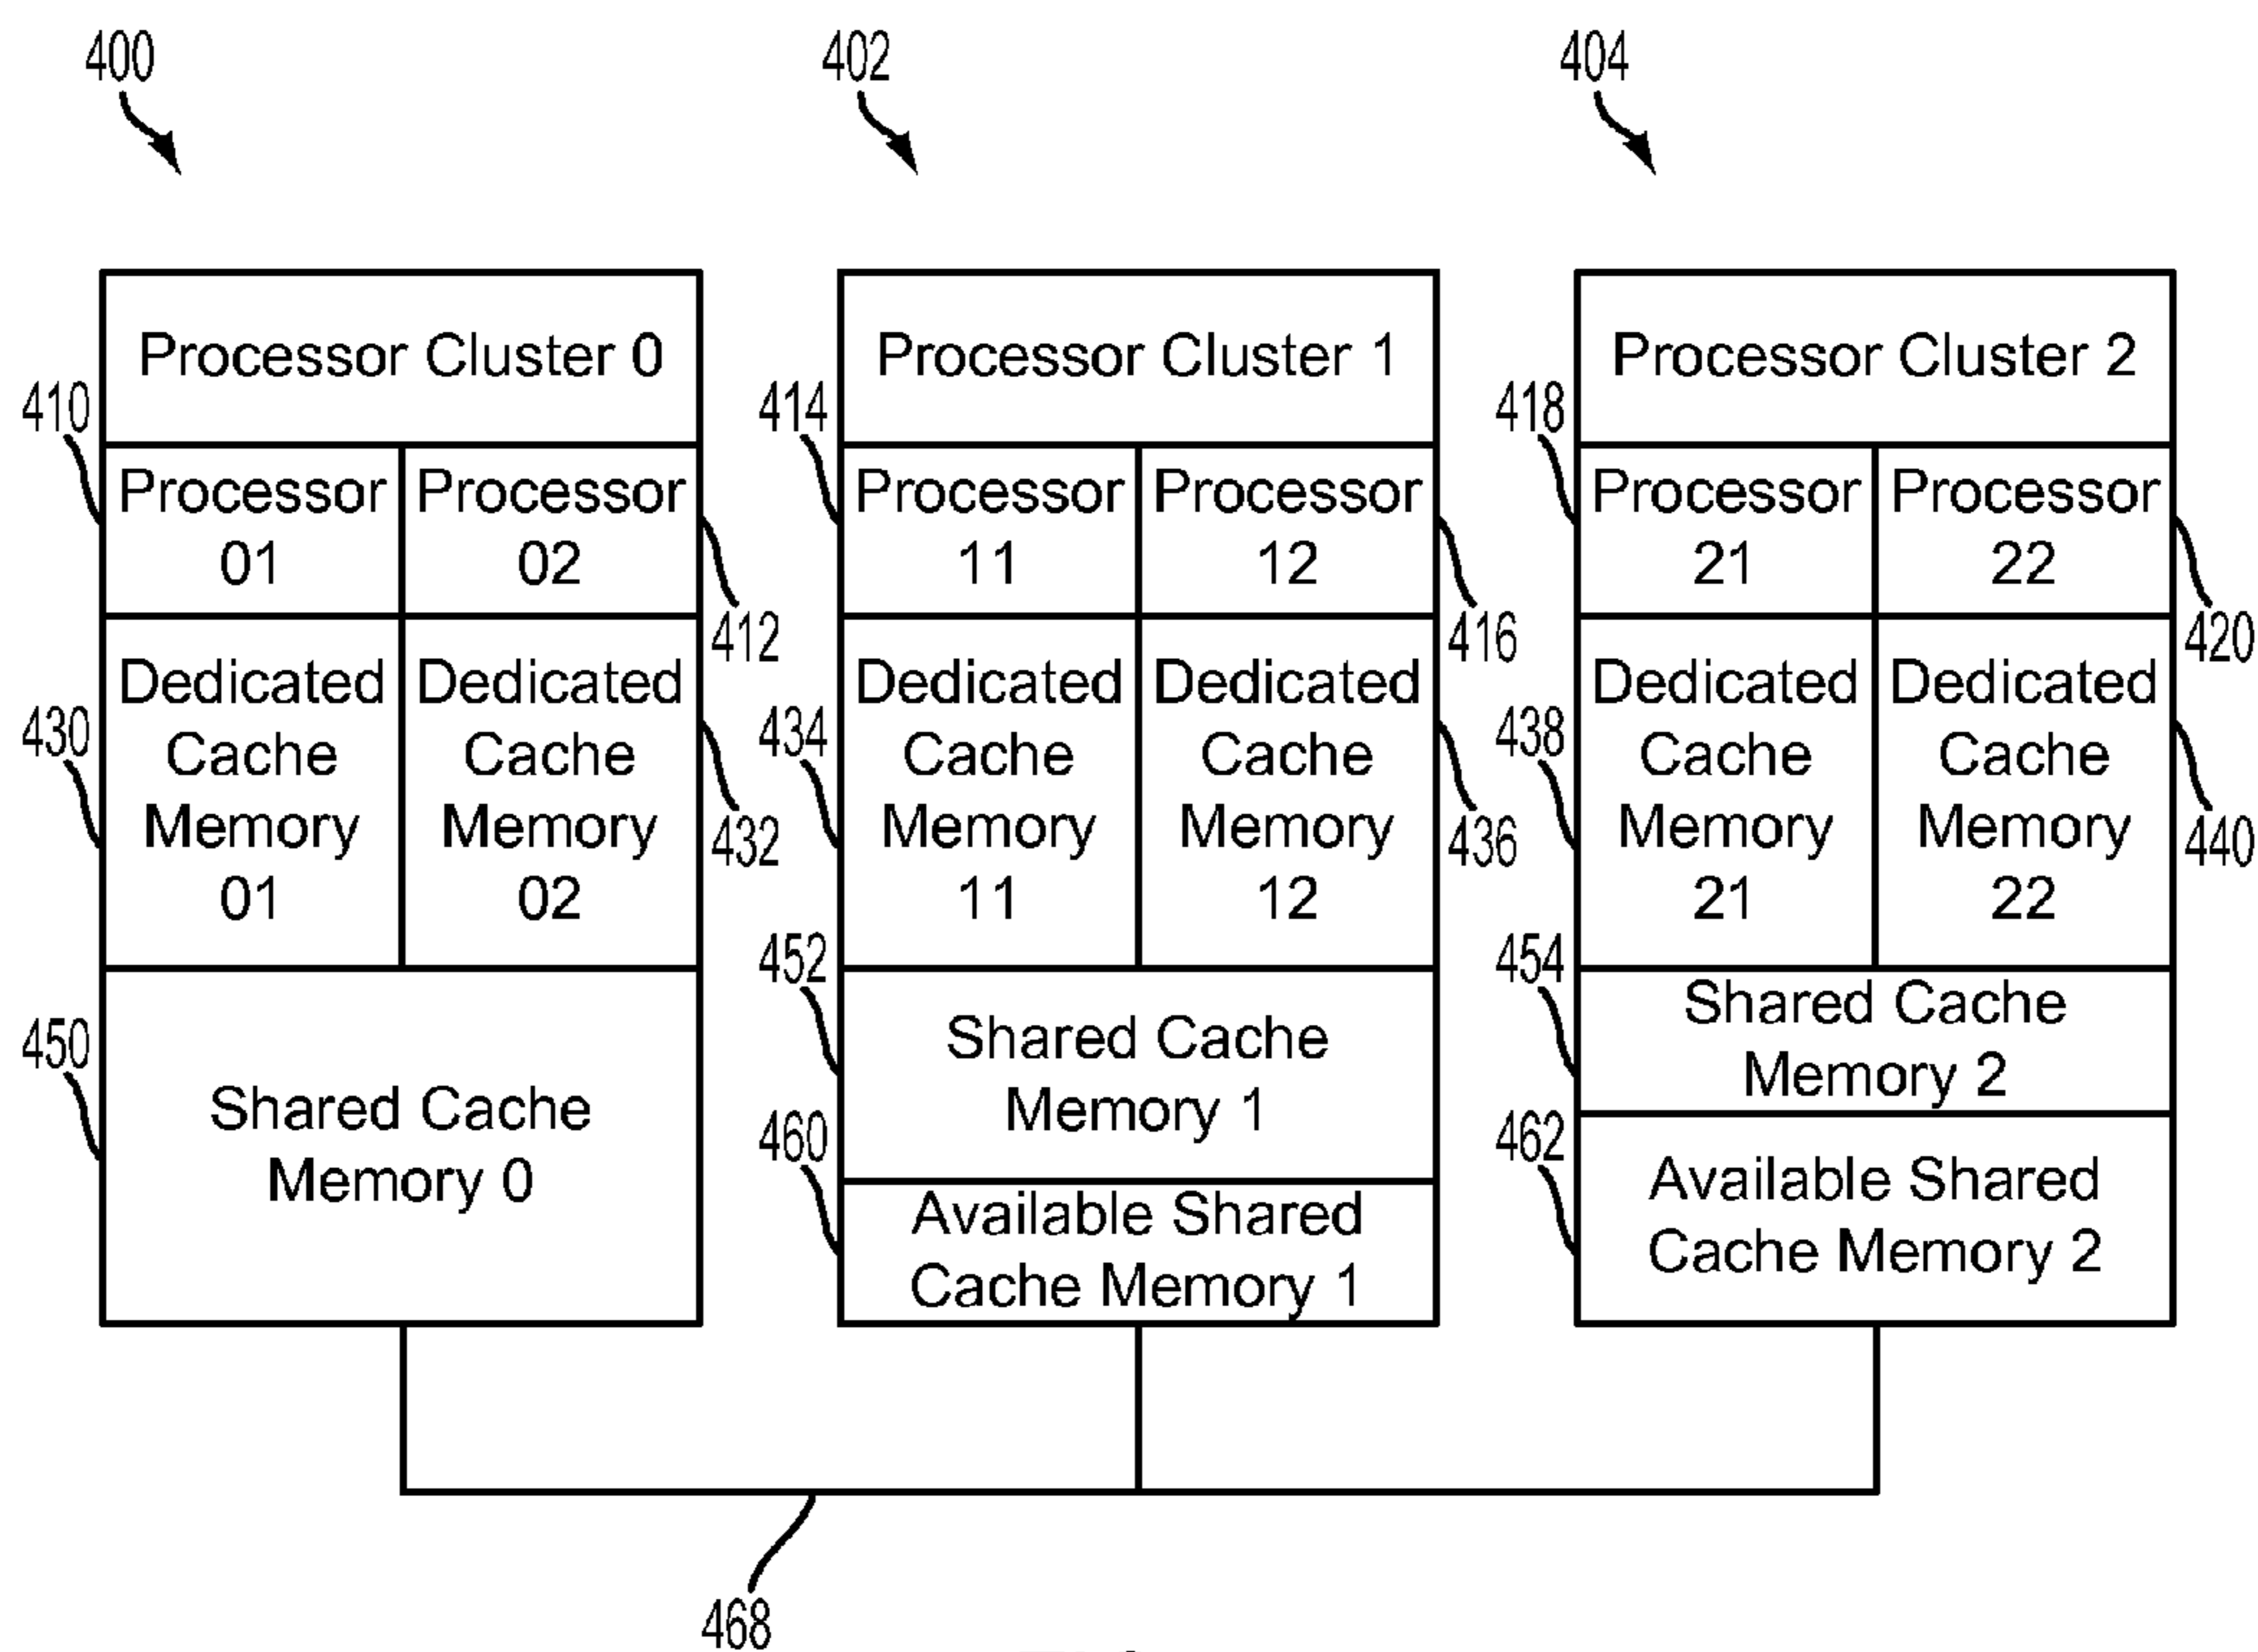 400
402
404
Processor Cluster 0
Processor Cluster 1
Processor Cluster 2
410
414
418
Processor
01
Processor
02
Processor
11
Processor
12
Processor
21
Processor
22
412
416
420
Dedicated
Cache
Memory
01
Dedicated
Cache
Memory
02
Dedicated
Cache
Memory
11
Dedicated
Cache
Memory
12
Dedicated
Cache
Memory
21
Dedicated
Cache
Memory
22
430
432
434
436
438
440
450
Shared Cache
Memory 0
452
Shared Cache
Memory 1
454
Shared Cache
Memory 2
460
Available Shared
Cache Memory 1
462
Available Shared
Cache Memory 2
468